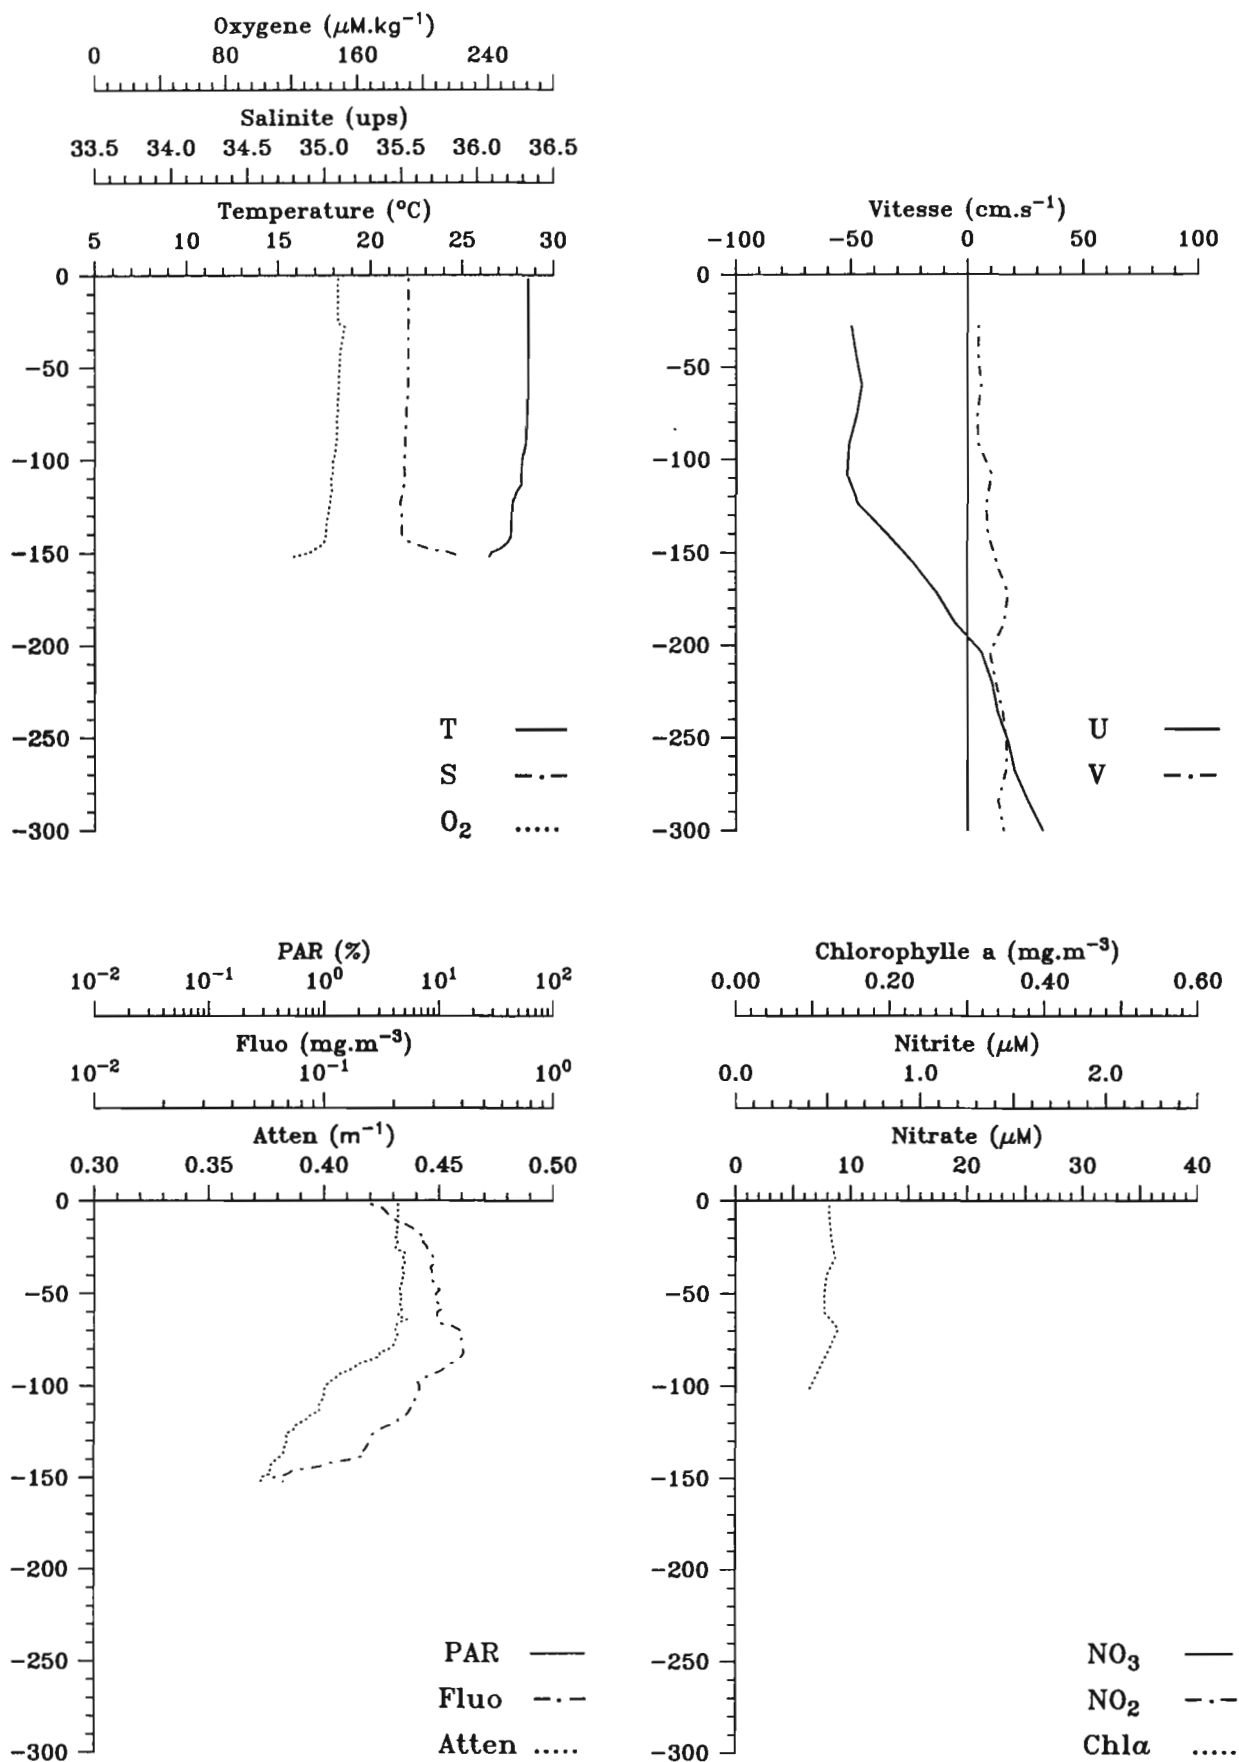 Oxygene (μM.kg⁻¹)
0 80 160 240
Salinite (ups)
33.5 34.0 34.5 35.0 35.5 36.0 36.5
Temperature (°C)
5 10 15 20 25 30
0
-50
-100
-150
-200
-250
-300
T
S
O₂
Vitesse (cm.s⁻¹)
-100 -50 0 50 100
0
-50
-100
-150
-200
-250
-300
U
V
PAR (%)
10⁻² 10⁻¹ 10⁰ 10¹ 10²
Fluo (mg.m⁻³)
10⁻² 10⁻¹ 10⁰
Atten (m⁻¹)
0.30 0.35 0.40 0.45 0.50
0
-50
-100
-150
-200
-250
-300
PAR
Fluo
Atten
Chlorophylle a (mg.m⁻³)
0.00 0.20 0.40 0.60
Nitrite (μM)
0.0 1.0 2.0
Nitrate (μM)
0 10 20 30 40
0
-50
-100
-150
-200
-250
-300
NO₃
NO₂
Chla